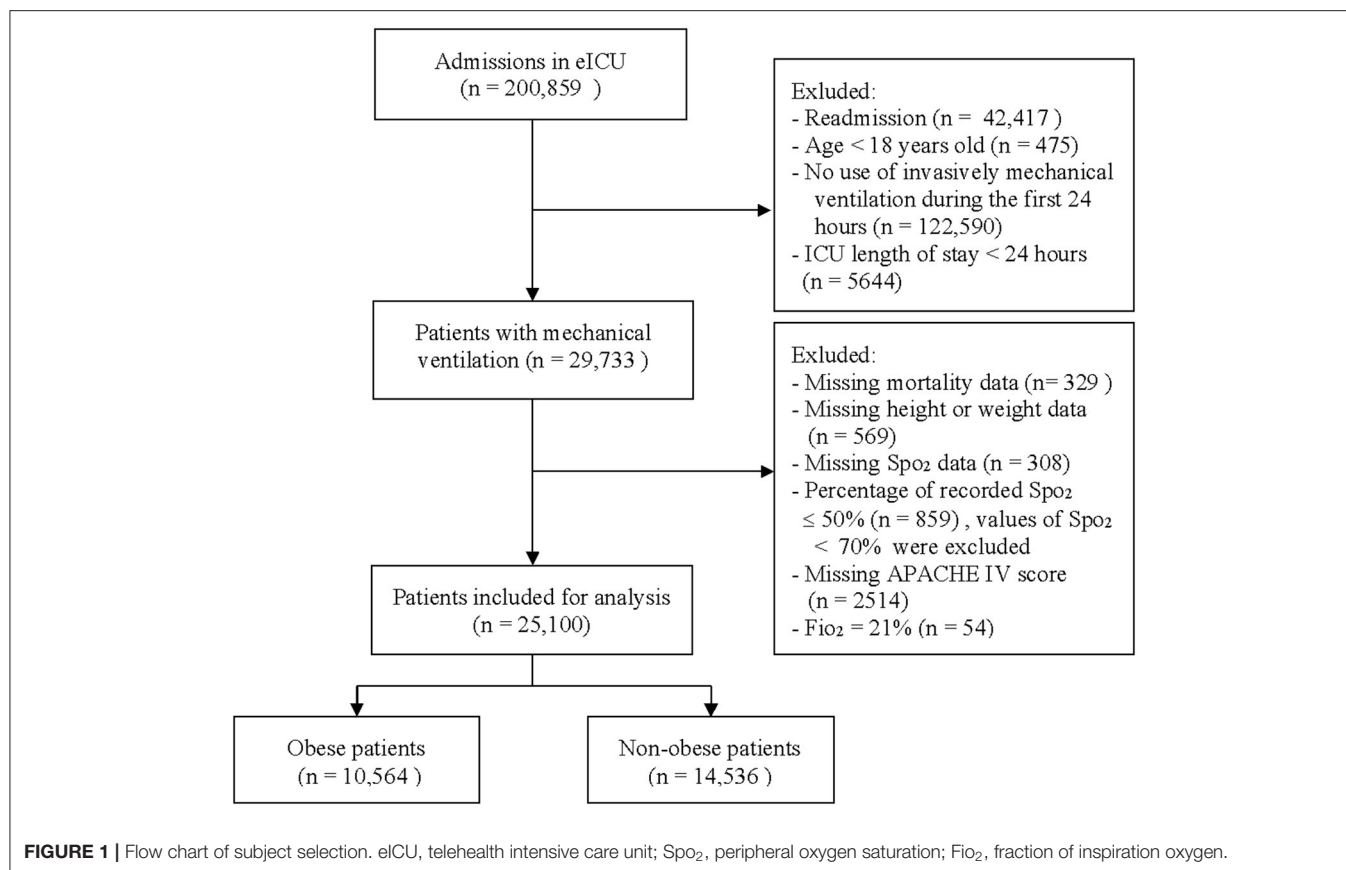 Admissions in eICU
(n = 200,859 )
Exluded:
- Readmission (n = 42,417)
- Age < 18 years old (n = 475)
- No use of invasively mechanical
ventilation during the first 24
hours (n = 122,590)
- ICU length of stay < 24 hours
(n = 5644)
Patients with mechanical
ventilation (n = 29,733 )
Exluded:
- Missing mortality data (n= 329 )
- Missing height or weight data
(n = 569)
- Missing Spo₂ data (n = 308)
- Percentage of recorded Spo₂
≤ 50% (n = 859) , values of Spo₂
< 70% were excluded
- Missing APACHE IV score
(n = 2514)
- Fio₂ = 21% (n = 54)
Patients included for analysis
(n = 25,100)
Obese patients
(n = 10,564 )
Non-obese patients
(n = 14,536 )
FIGURE 1 | Flow chart of subject selection. eICU, telehealth intensive care unit; Spo₂, peripheral oxygen saturation; Fio₂, fraction of inspiration oxygen.